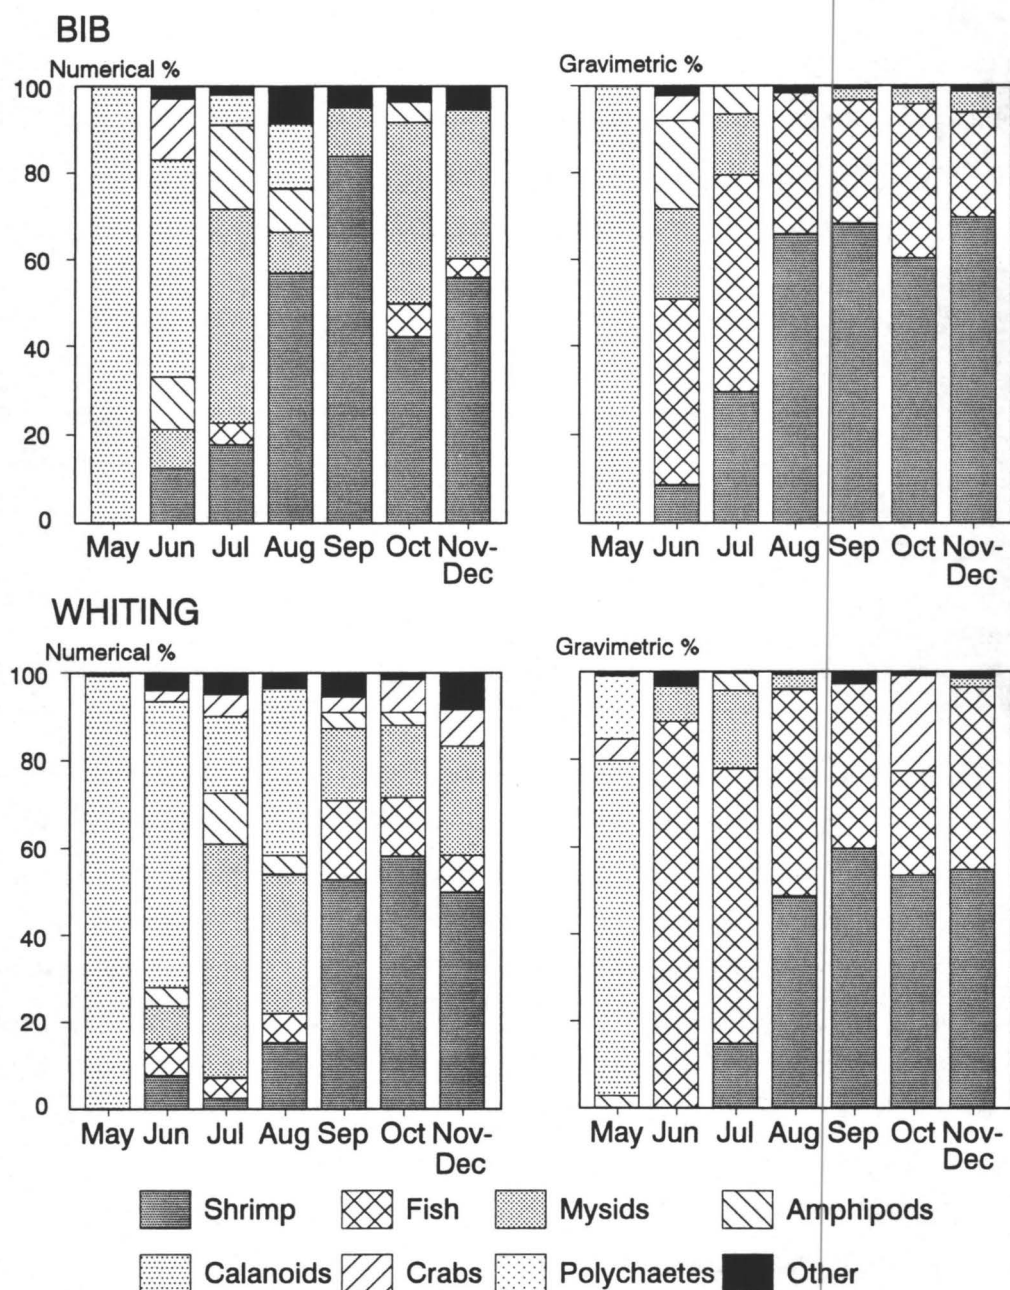 BIB
Numerical %
Gravimetric %
100
80
60
40
20
0
May Jun Jul Aug Sep Oct Nov-
Dec
May Jun Jul Aug Sep Oct Nov-
Dec
WHITING
Numerical %
Gravimetric %
100
80
60
40
20
0
May Jun Jul Aug Sep Oct Nov-
Dec
May Jun Jul Aug Sep Oct Nov-
Dec
Shrimp Fish Mysids Amphipods
Calanoids Crabs Polychaetes Other